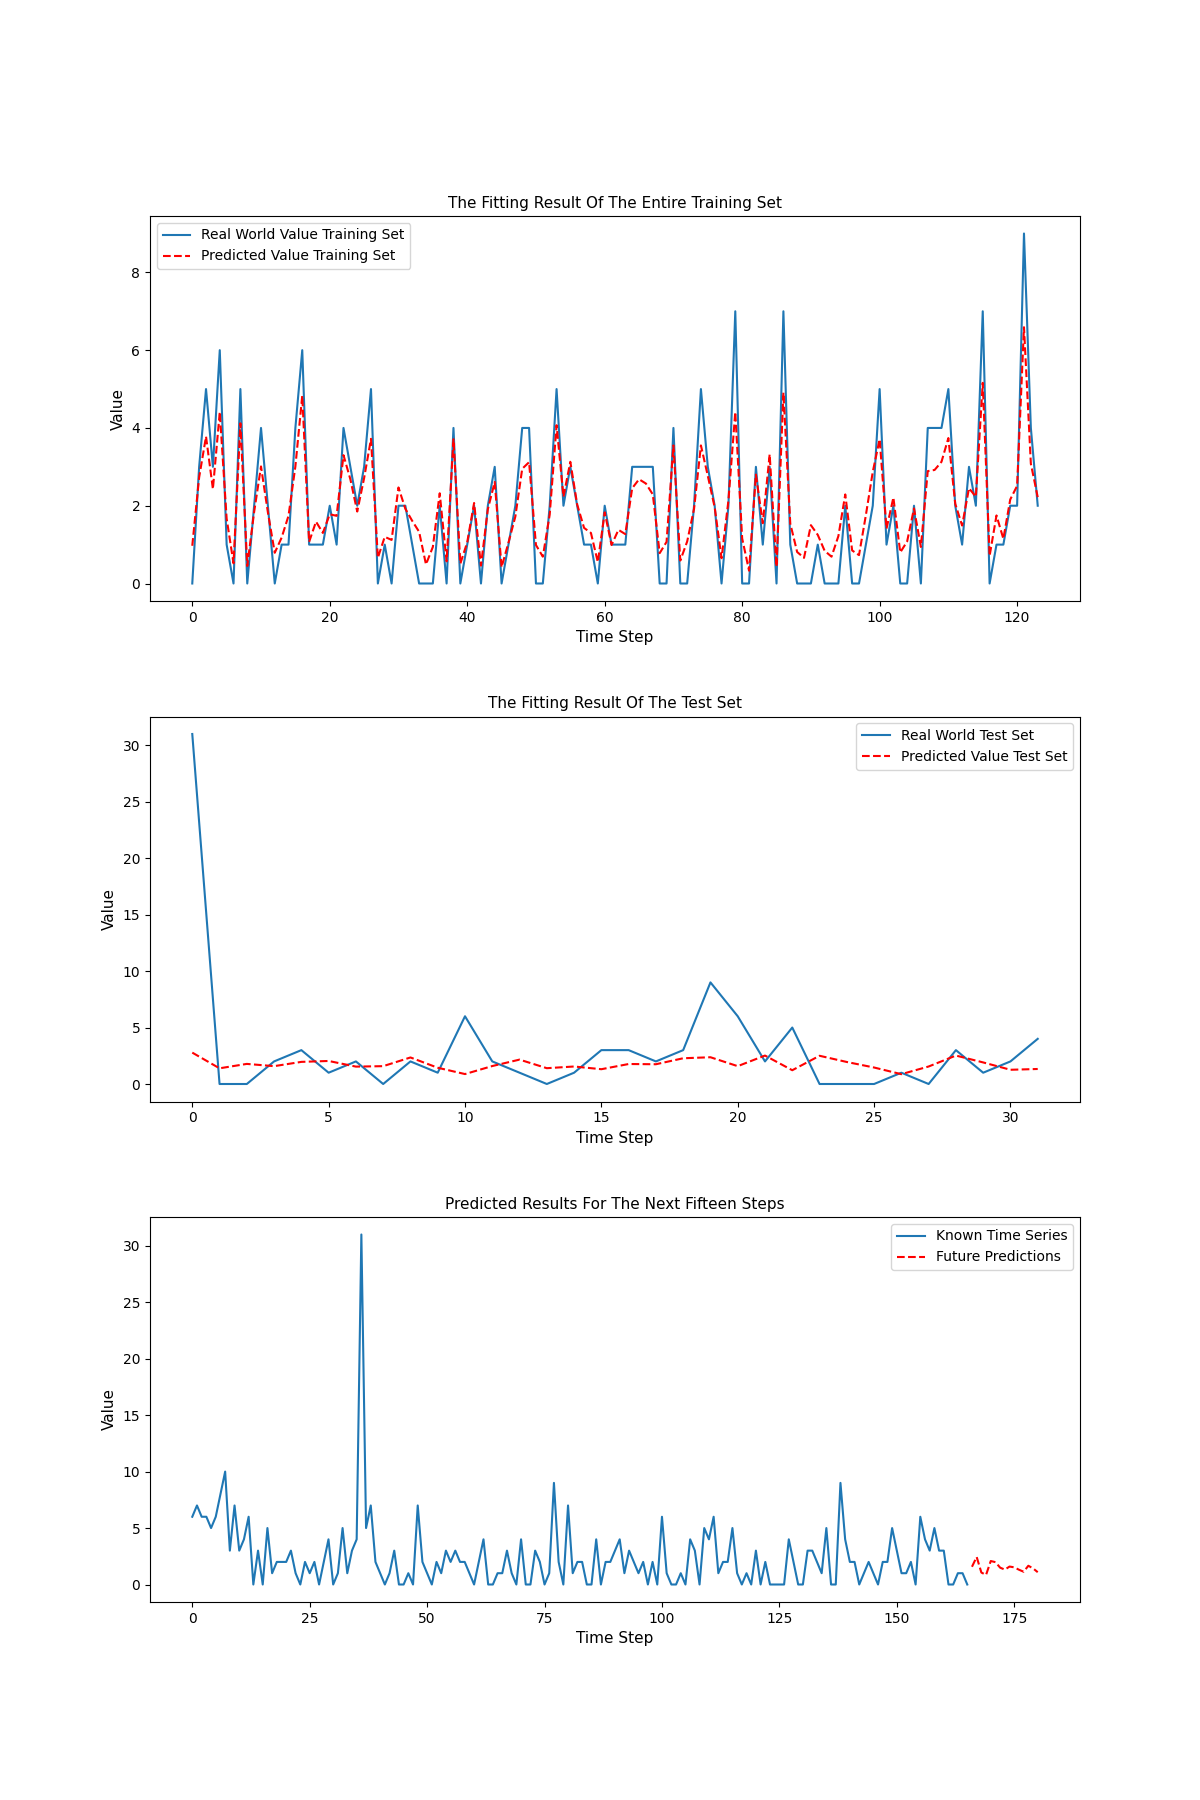 The Fitting Result Of The Entire Training Set
Real World Value Training Set
Predicted Value Training Set
Value
8
6
4
2
0
0 20 40 60 80 100 120
Time Step
The Fitting Result Of The Test Set
Real World Test Set
Predicted Value Test Set
Value
30
25
20
15
10
5
0
0 5 10 15 20 25 30
Time Step
Predicted Results For The Next Fifteen Steps
Known Time Series
Future Predictions
Value
30
25
20
15
10
5
0
0 25 50 75 100 125 150 175
Time Step